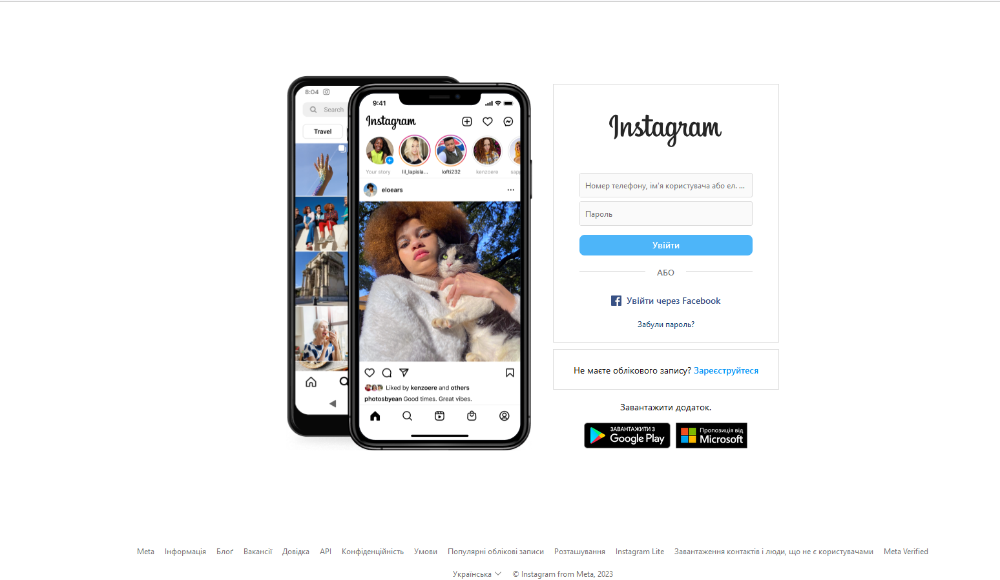 8:04
Search
Travel
9:41
Instagram
Your story
lil_lapisla...
lofti232
kenzoere
sapp
eloears
Liked by kenzoere and others
photosbyean Good times. Great vibes.
Instagram
Номер телефону, ім'я користувача або ел. ...
Пароль
Увійти
АБО
Увійти через Facebook
Забули пароль?
Не маєте облікового запису? Зареєструйтеся
Завантажити додаток.
ЗАВАНТАЖИТИ З
Google Play
Пропозиція від
Microsoft
Meta Інформація Блоґ Вакансії Довідка API Конфіденційність Умови Популярні облікові записи Розташування Instagram Lite Завантаження контактів і люди, що не є користувачами Meta Verified
Українська © Instagram from Meta, 2023